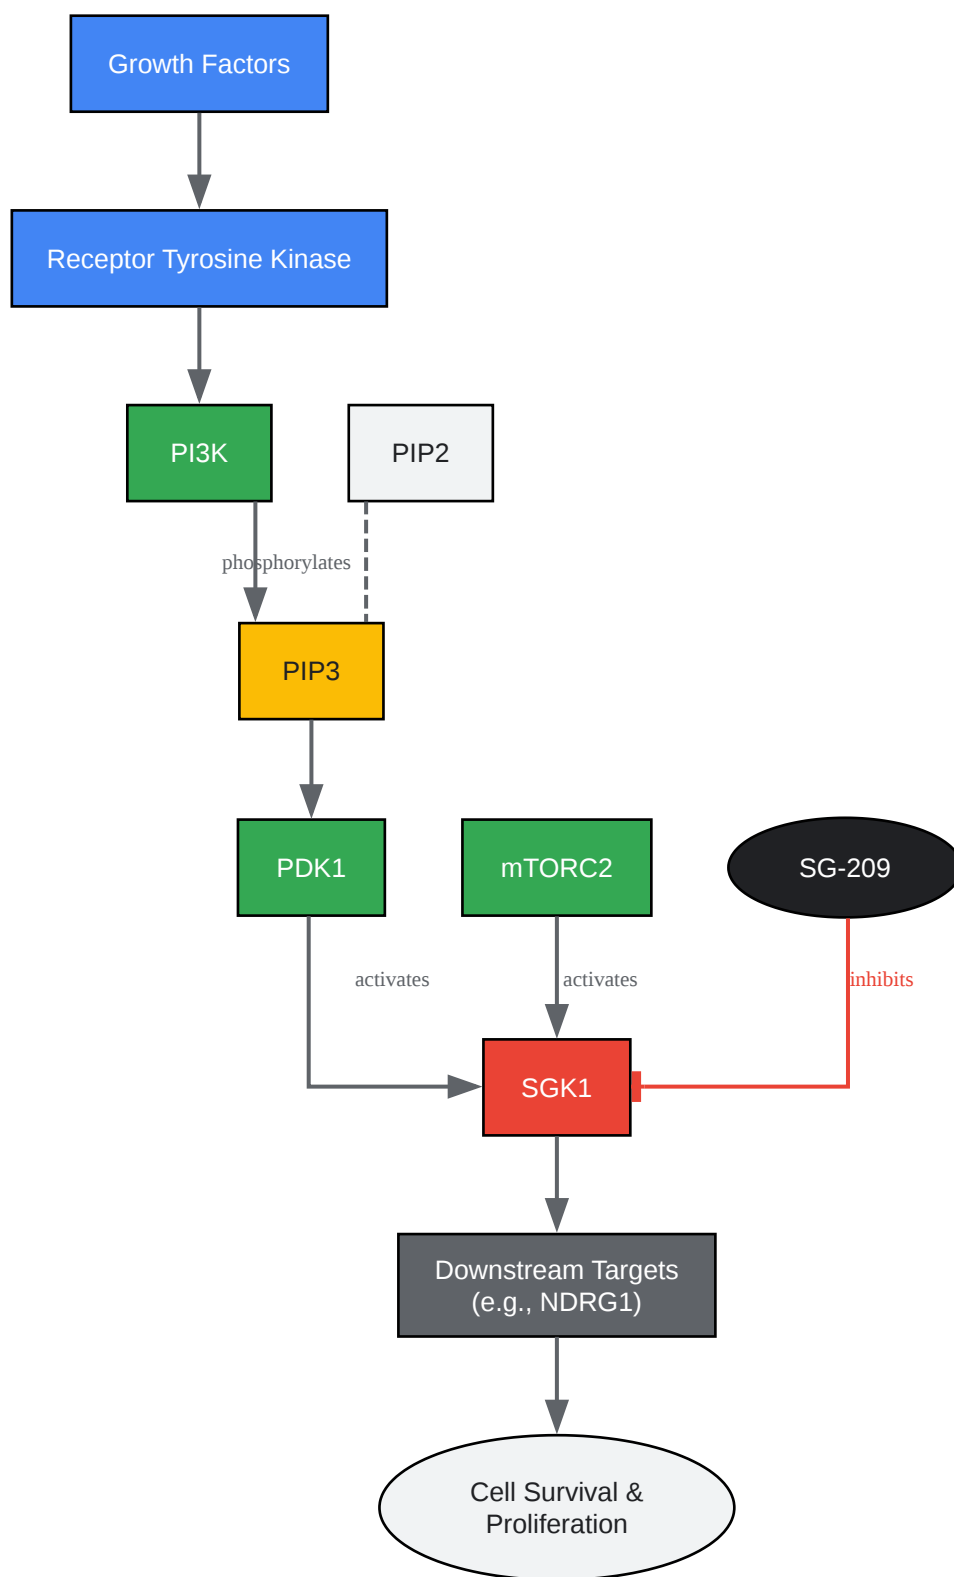 Growth Factors
Receptor Tyrosine Kinase
PI3K
PIP2
phosphorylates
PIP3
PDK1
mTORC2
SG-209
activates
activates
inhibits
SGK1
Downstream Targets
(e.g., NDRG1)
Cell Survival &
Proliferation